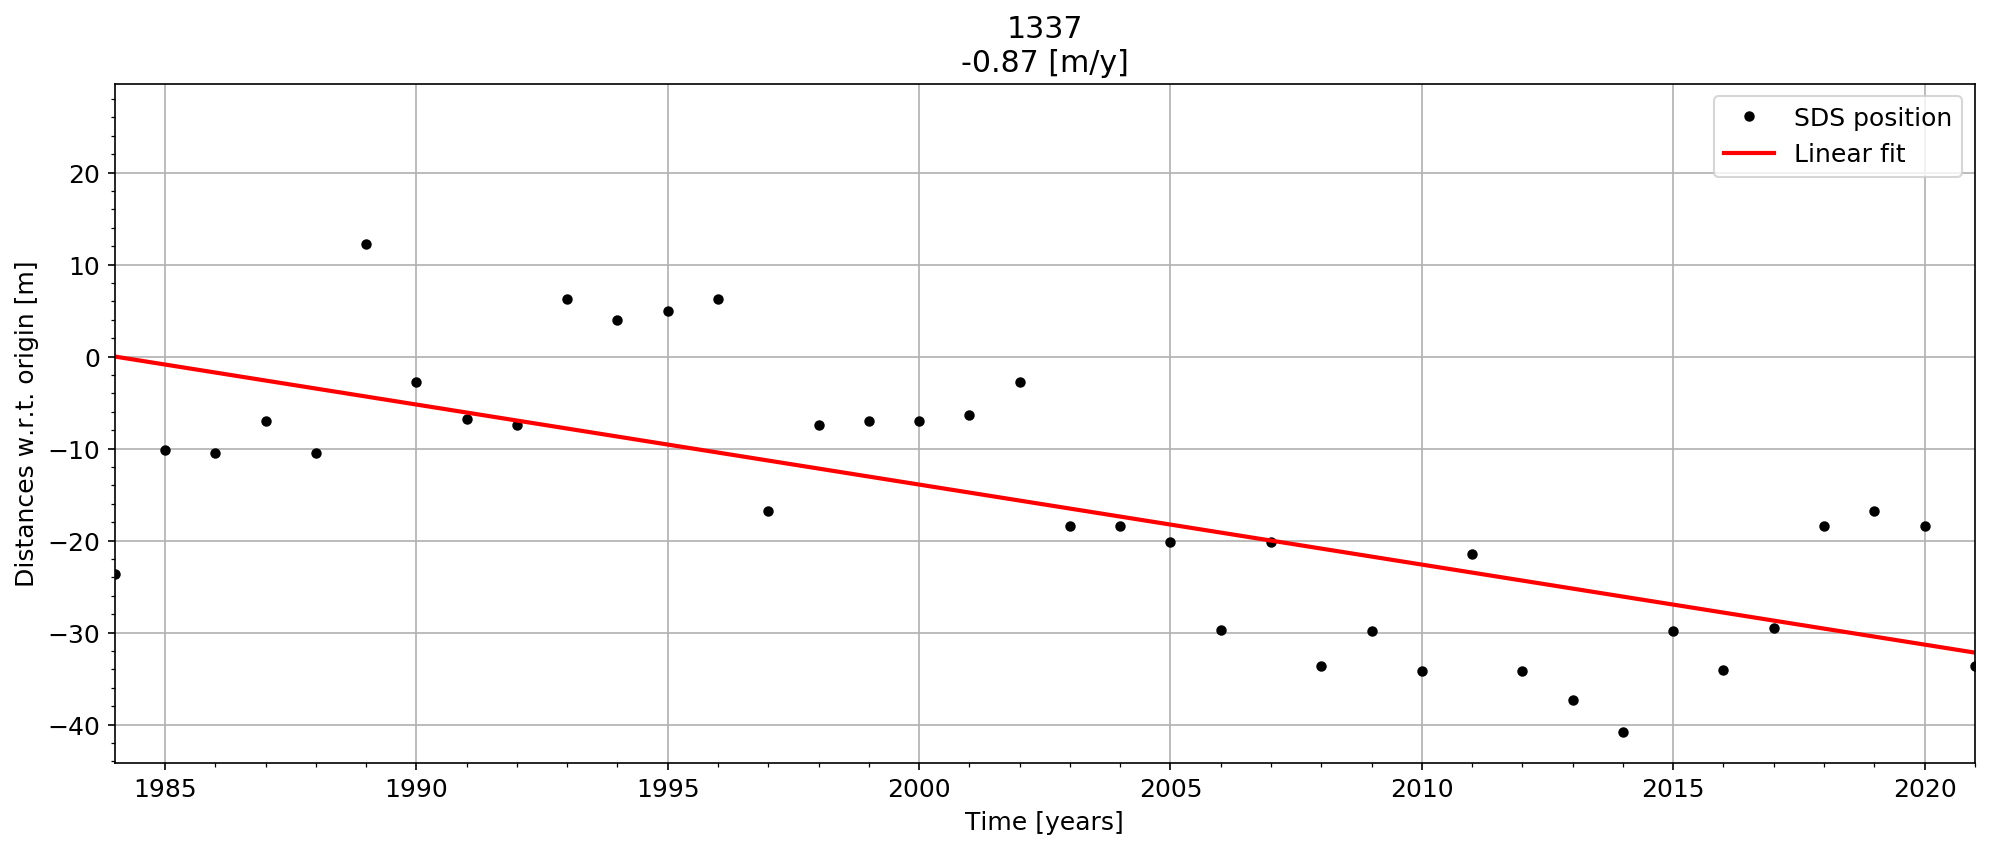 1337
-0.87 [m/y]
SDS position
Linear fit
Distances w.r.t. origin [m]
20
10
0
−10
−20
−30
−40
1985 1990 1995 2000 2005 2010 2015 2020
Time [years]